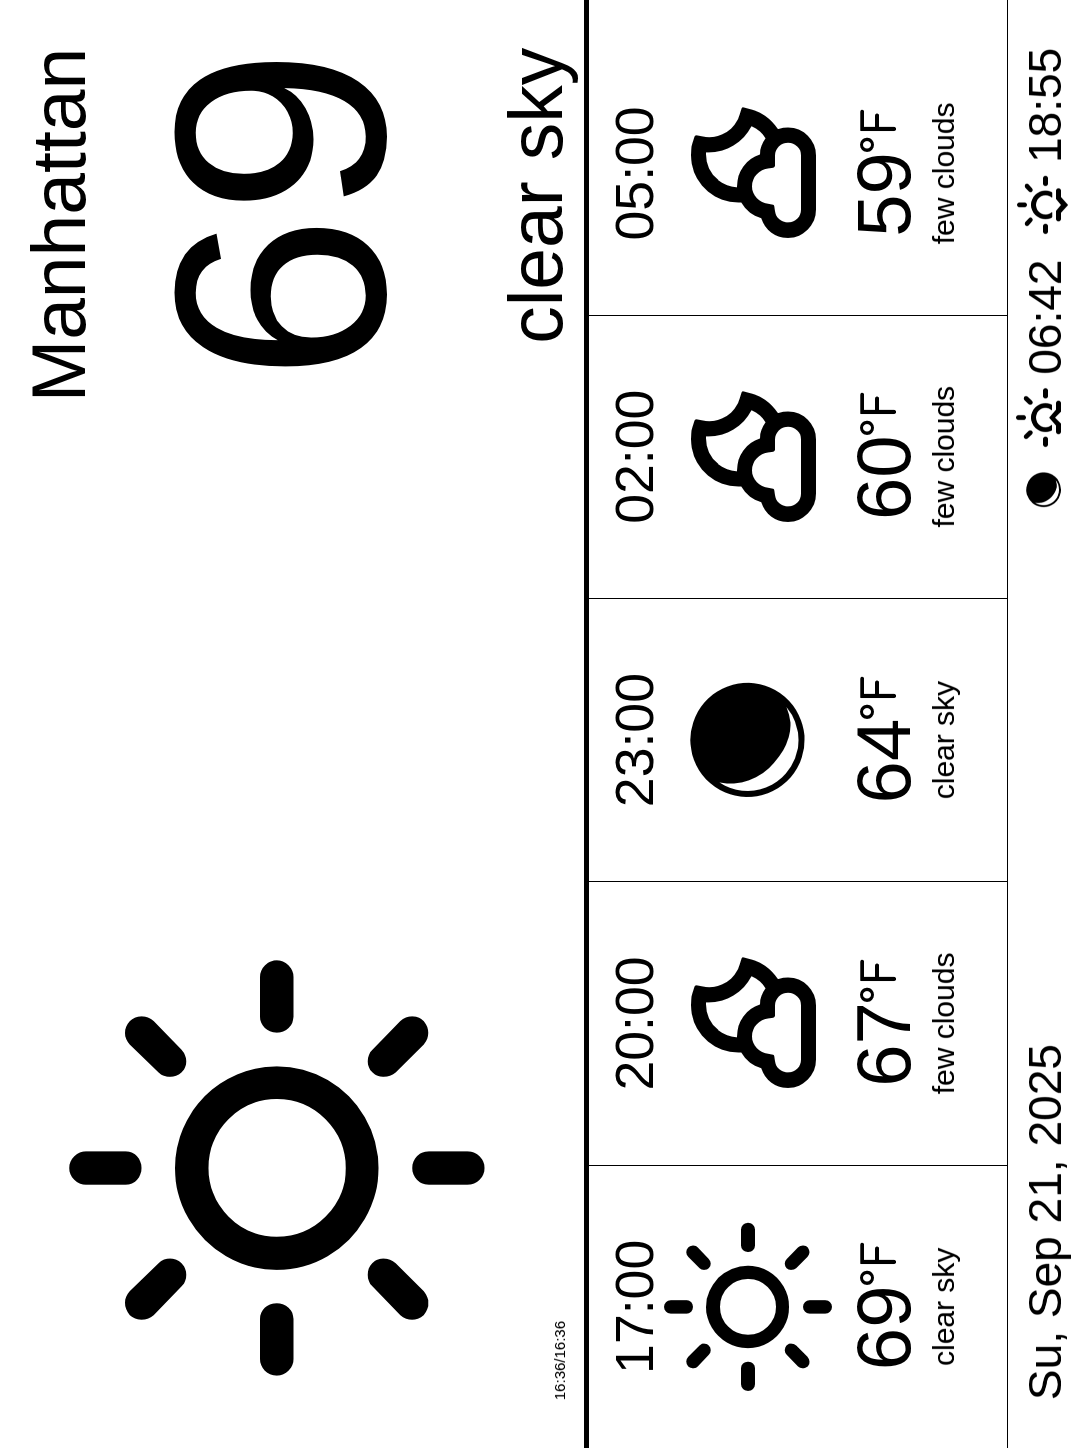 Manhattan
69
clear sky
16:36/16:36
17:00 20:00 23:00 02:00 05:00
69°F 67°F 64°F 60°F 59°F
clear sky few clouds clear sky few clouds few clouds
Su, Sep 21, 2025 06:42 18:55